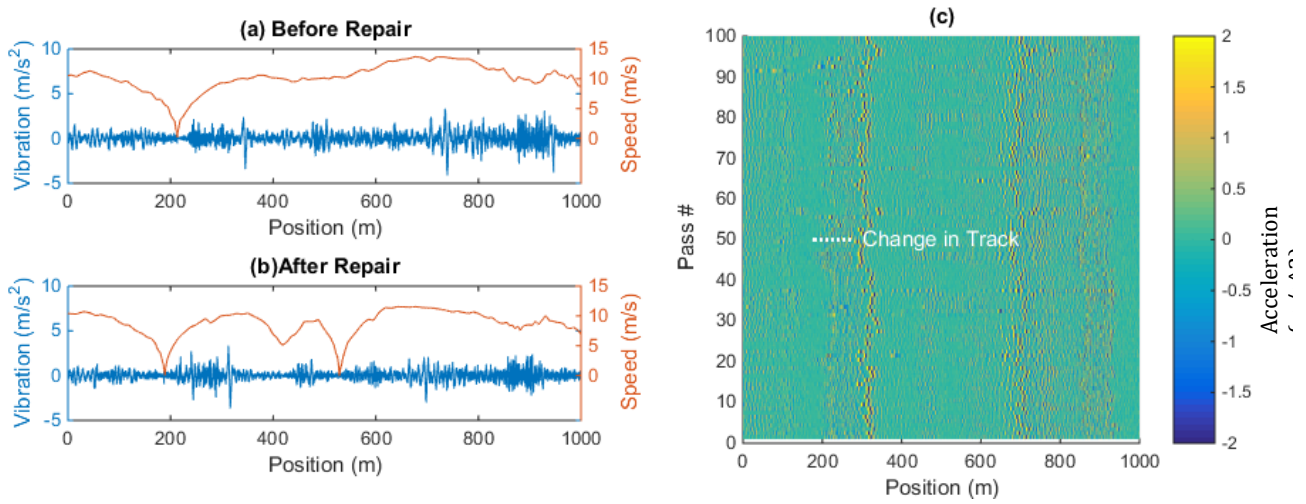 (a) Before Repair
Vibration (m/s²)
10
5
0
-5
15
10
5
0
Speed (m/s)
0 200 400 600 800 1000
Position (m)
(b)After Repair
Vibration (m/s²)
10
5
0
-5
15
10
5
0
Speed (m/s)
0 200 400 600 800 1000
Position (m)
(c)
Pass #
100
90
80
70
60
50
40
30
20
10
0
Change in Track
0 200 400 600 800 1000
Position (m)
2
1.5
1
0.5
0
-0.5
-1
-1.5
-2
Acceleration